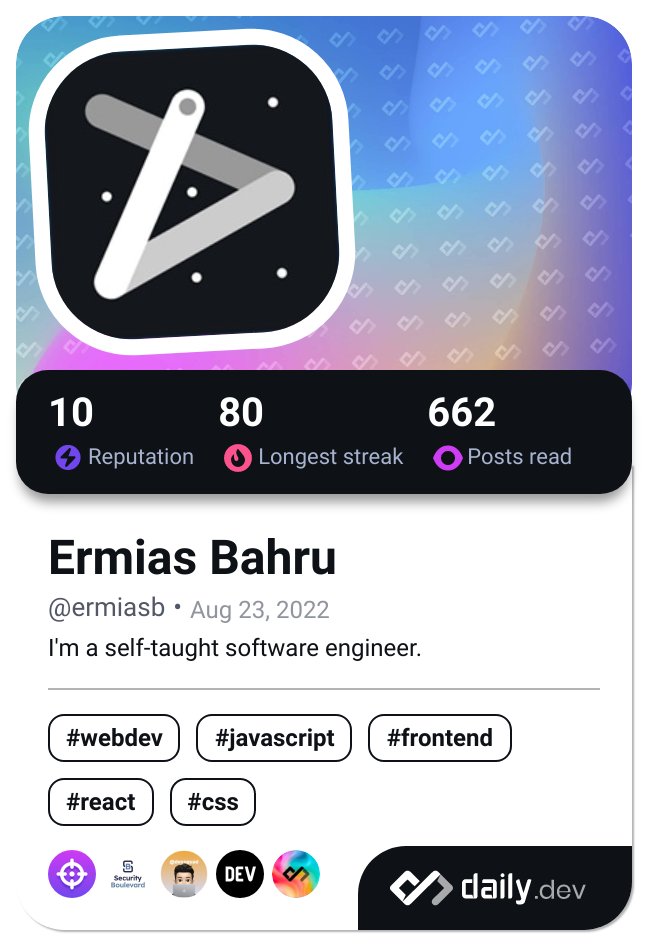 10 80 662
Reputation Longest streak Posts read
Ermias Bahru
@ermiasb • Aug 23, 2022
I'm a self-taught software engineer.
#webdev #javascript #frontend
#react #css
Security
Boulevard
DEV
daily.dev